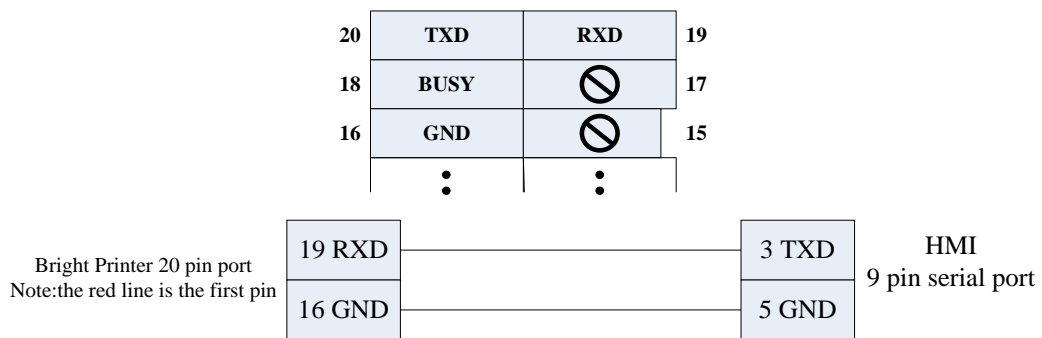 20 TXD RXD 19
18 BUSY 17
16 GND 15
19 RXD 3 TXD
16 GND 5 GND
Bright Printer 20 pin port
Note:the red line is the first pin
HMI
9 pin serial port